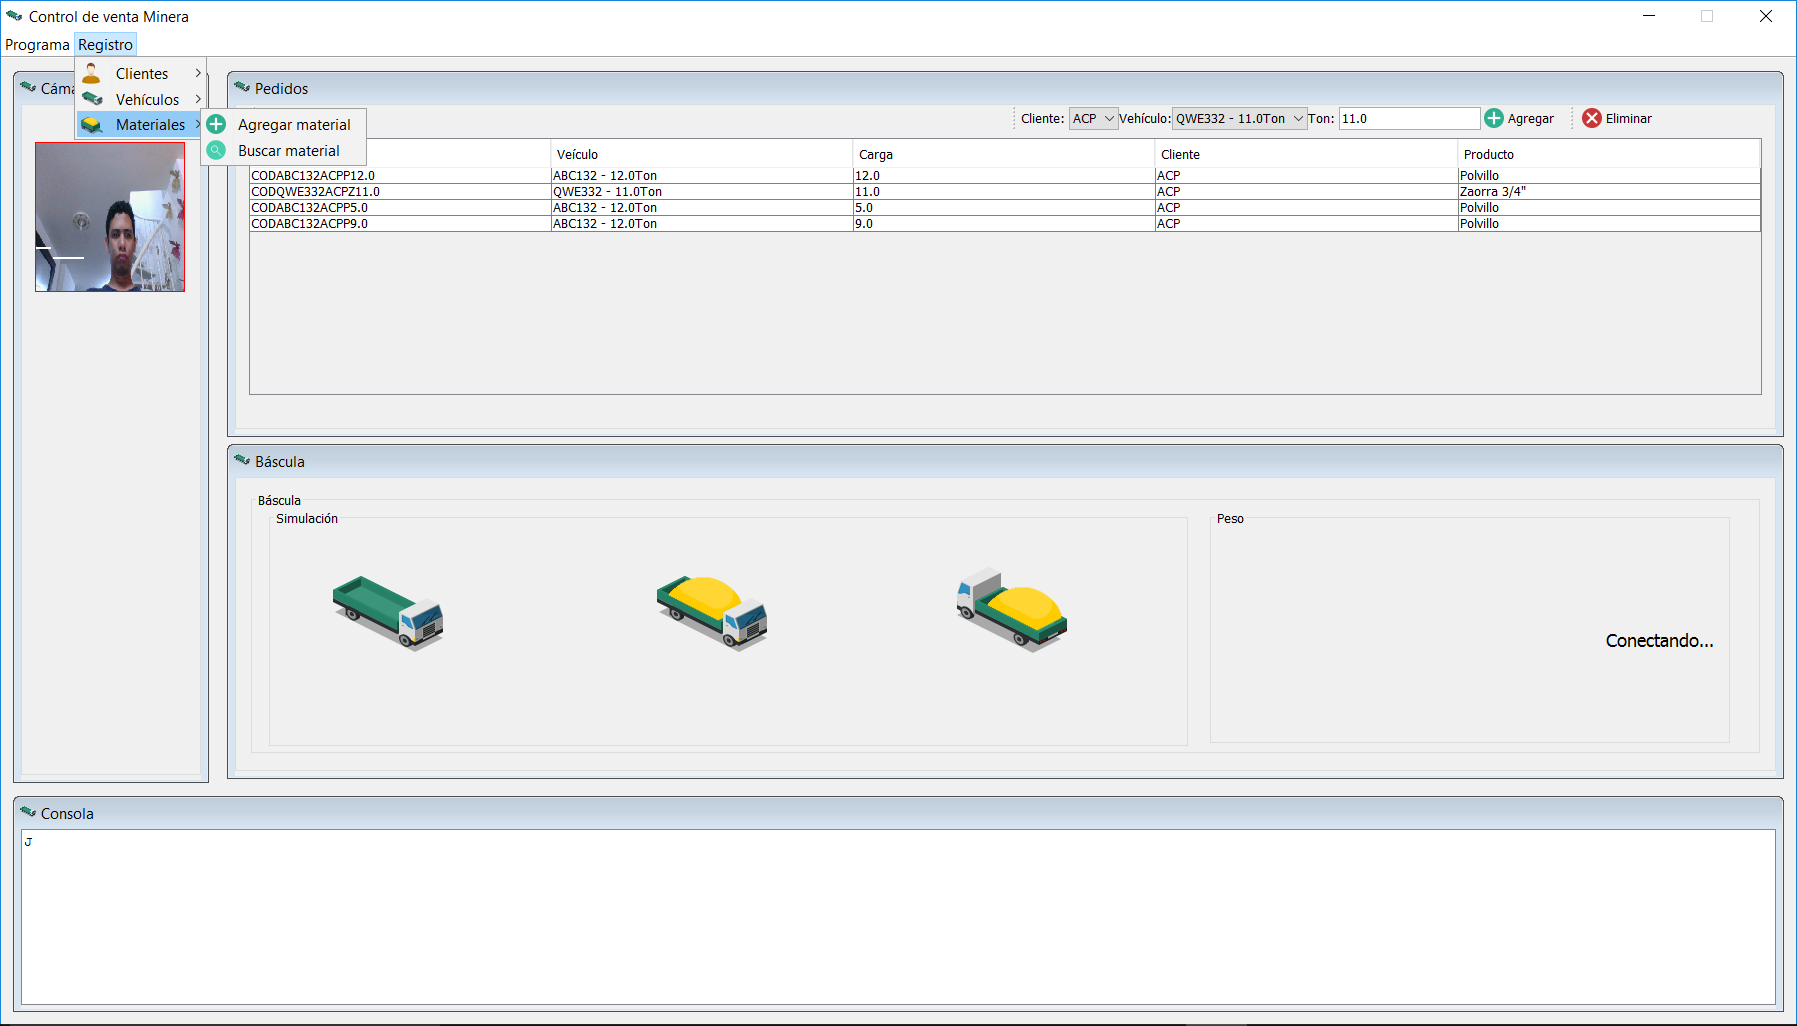 Control de venta Minera
Programa Registro
Clientes
Vehículos
Materiales
Agregar material
Buscar material
Pedidos
Cliente: ACP Vehículo: QWE332 - 11.0Ton Ton: 11.0 Agregar Eliminar
Veículo Carga Cliente Producto
CODABC132ACPP12.0 ABC132 - 12.0Ton 12.0 ACP Polvillo
CODQWE332ACPZ11.0 QWE332 - 11.0Ton 11.0 ACP Zaorra 3/4"
CODABC132ACPP5.0 ABC132 - 12.0Ton 5.0 ACP Polvillo
CODABC132ACPP9.0 ABC132 - 12.0Ton 9.0 ACP Polvillo
Báscula
Báscula
Simulación
Peso
Conectando...
Consola
J